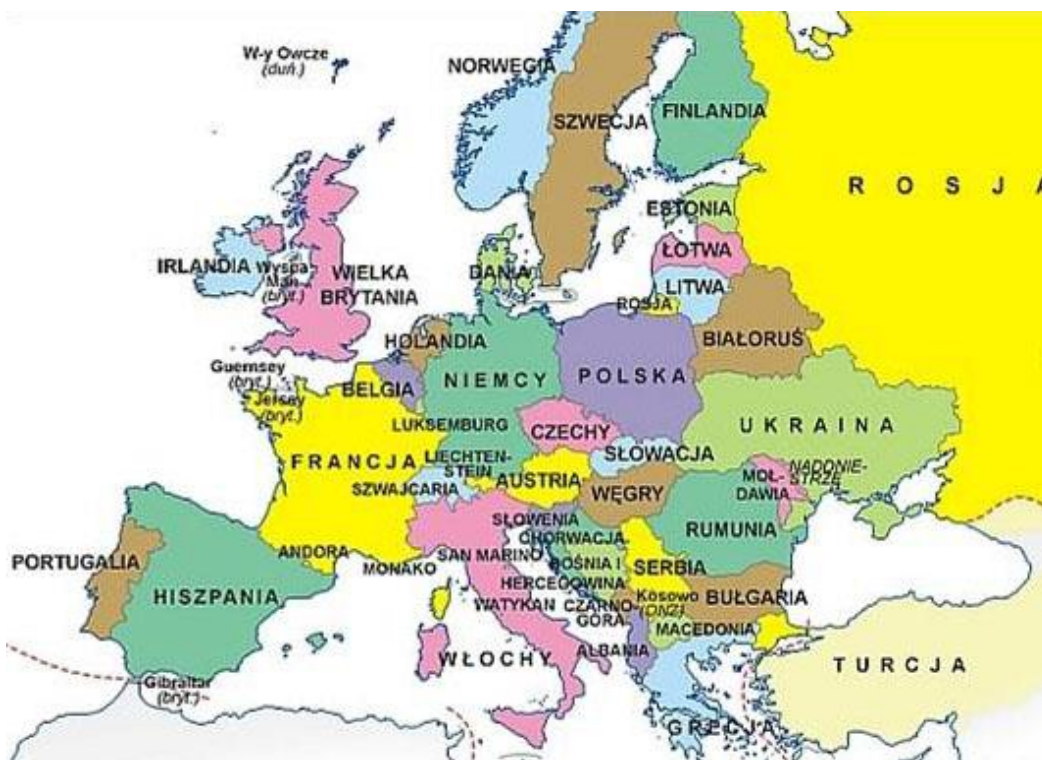 W-y Owcze
(duń.)
NORWEGIA
SZWECJA
FINLANDIA
ROSJA
ESTONIA
ŁOTWA
LITWA
ROSJA
DANIA
IRLANDIA
Wyspa
Man
(bryt.)
WIELKA
BRYTANIA
HOLANDIA
BIAŁORUŚ
Guernsey
(bryt.)
Jersey
(bryt.)
BELGIA
NIEMCY
POLSKA
LUKSEMBURG
CZECHY
UKRAINA
FRANCJA
LIECHTEN-
STEIN
SŁOWACJA
SZWAJCARIA
AUSTRIA
WĘGRY
MOŁ-
DAWIA
NADDNIE-
STRZE
SŁOWENIA
RUMUNIA
CHORWACJA
PORTUGALIA
ANDORA
MONAKO
SAN MARINO
BOŚNIA I
HERCEGOWINA
SERBIA
HISZPANIA
WATYKAN
CZARNO-
GÓRA
Kosowo
(ONZ)
BUŁGARIA
MACEDONIA
WŁOCHY
ALBANIA
TURCJA
Gibraltar
(bryt.)
GRECJA